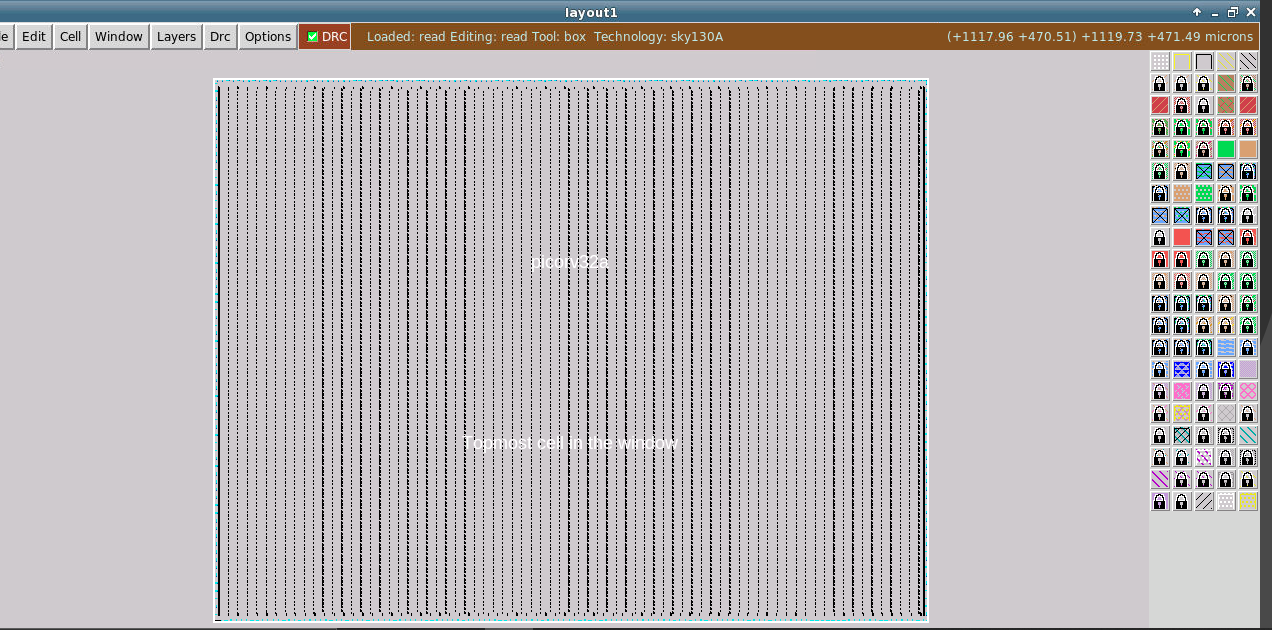 layout1
le Edit Cell Window Layers Drc Options DRC Loaded: read Editing: read Tool: box Technology: sky130A (+1117.96 +470.51) +1119.73 +471.49 microns
picorv32a
Topmost cell in the window